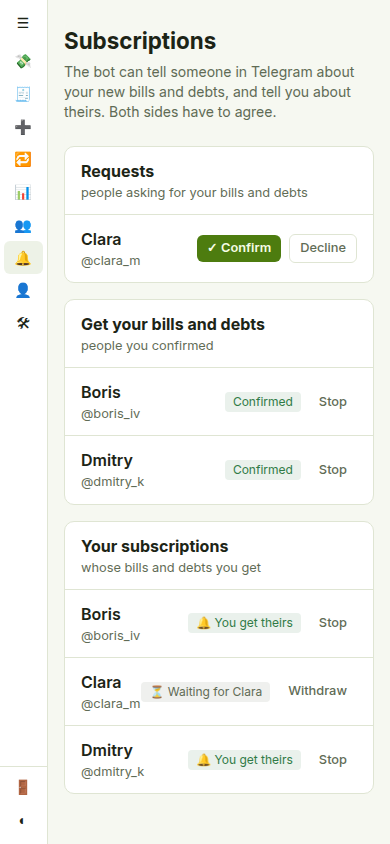 Subscriptions
The bot can tell someone in Telegram about
your new bills and debts, and tell you about
theirs. Both sides have to agree.
Requests
people asking for your bills and debts
Clara
@clara_m
✓ Confirm
Decline
Get your bills and debts
people you confirmed
Boris
@boris_iv
Confirmed
Stop
Dmitry
@dmitry_k
Confirmed
Stop
Your subscriptions
whose bills and debts you get
Boris
@boris_iv
🔔 You get theirs
Stop
Clara
@clara_m
⏳ Waiting for Clara
Withdraw
Dmitry
@dmitry_k
🔔 You get theirs
Stop